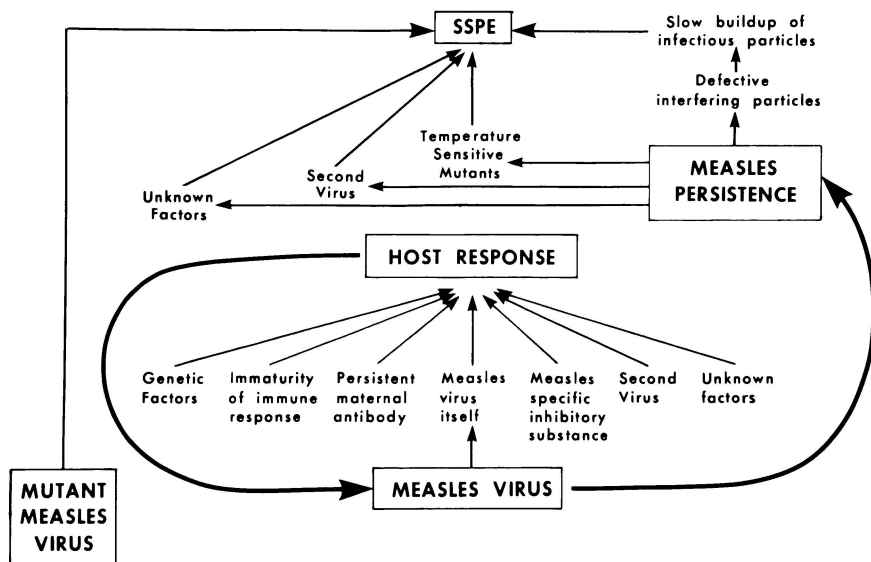 SSPE
Slow buildup of
infectious particles
Defective
interfering particles
Temperature
Sensitive
Mutants
Second
Virus
Unknown
Factors
MEASLES
PERSISTENCE
HOST RESPONSE
Genetic
Factors
Immaturity
of immune
response
Persistent
maternal
antibody
Measles
virus
itself
Measles
specific
inhibitory
substance
Second
Virus
Unknown
factors
MEASLES VIRUS
MUTANT
MEASLES
VIRUS